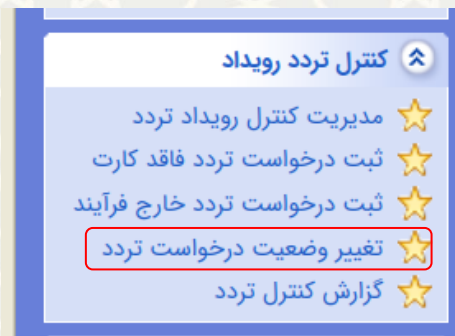 کنترل تردد رویداد
مدیریت کنترل رویداد تردد
ثبت درخواست تردد فاقد کارت
ثبت درخواست تردد خارج فرآیند
تغییر وضعیت درخواست تردد
گزارش کنترل تردد